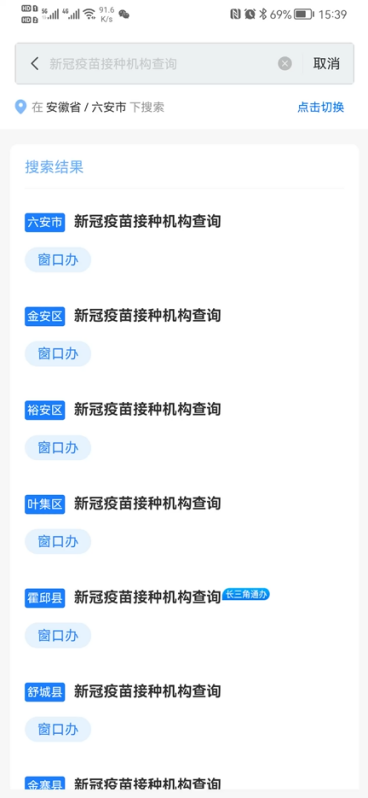 HD 1 5G 4G 91.6 69% 15:39
HD 2 K/s
新冠疫苗接种机构查询 取消
在 安徽省 / 六安市 下搜索 点击切换
搜索结果
六安市 新冠疫苗接种机构查询
窗口办
金安区 新冠疫苗接种机构查询
窗口办
裕安区 新冠疫苗接种机构查询
窗口办
叶集区 新冠疫苗接种机构查询
窗口办
霍邱县 新冠疫苗接种机构查询 长三角通办
窗口办
舒城县 新冠疫苗接种机构查询
窗口办
金寨县 新冠疫苗接种机构查询